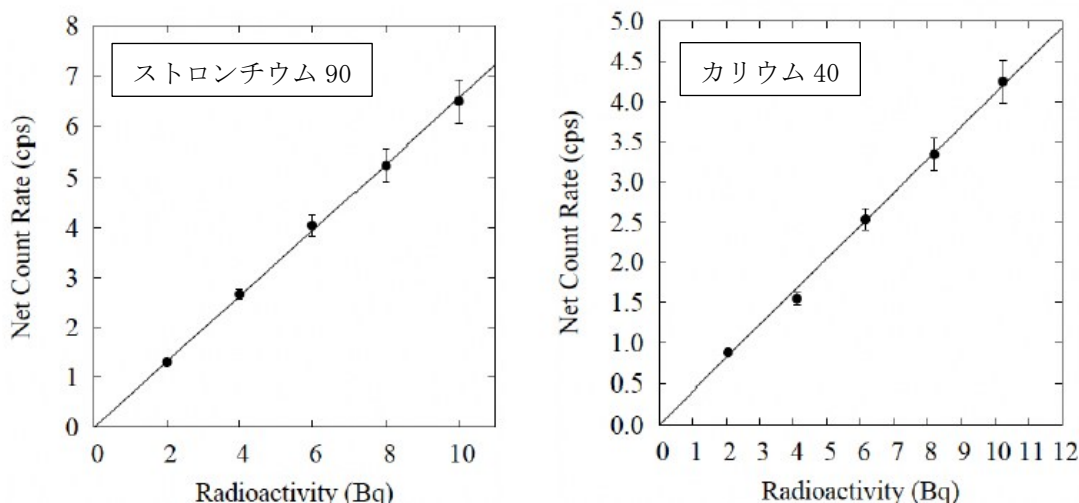 ストロンチウム 90
8
7
6
5
4
3
2
1
0
Net Count Rate (cps)
0 2 4 6 8 10
Radioactivity (Bq)
カリウム 40
5.0
4.5
4.0
3.5
3.0
2.5
2.0
1.5
1.0
0.5
0.0
Net Count Rate (cps)
0 1 2 3 4 5 6 7 8 9 10 11 12
Radioactivity (Bq)